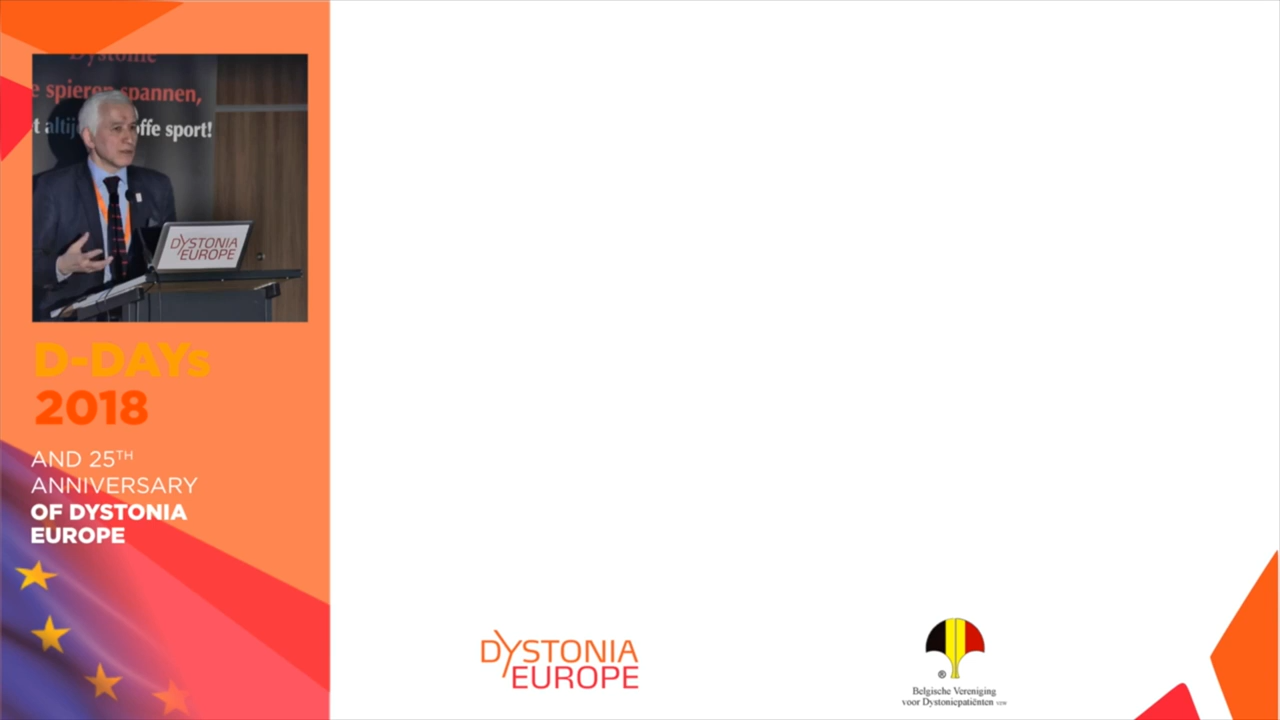 Dystonie
spieren spannen,
offe sport!
DYSTONIA
EUROPE
D-DAYs
2018
AND 25TH
ANNIVERSARY
OF DYSTONIA
EUROPE
DYSTONIA
EUROPE
®
Belgische Vereniging
voor Dystoniepatiënten vzw